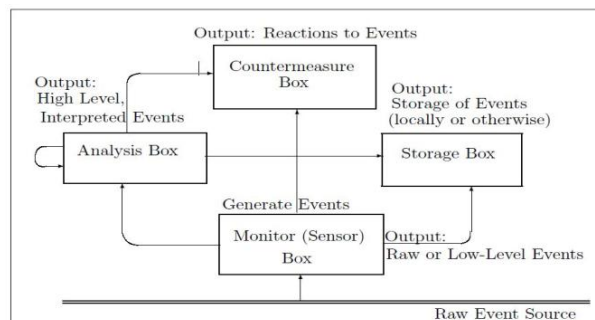 Output: Reactions to Events
Countermeasure
Box
Output:
High Level,
Interpreted Events
Output:
Storage of Events
(locally or otherwise)
Analysis Box
Storage Box
Generate Events
Monitor (Sensor)
Box
Output:
Raw or Low-Level Events
Raw Event Source